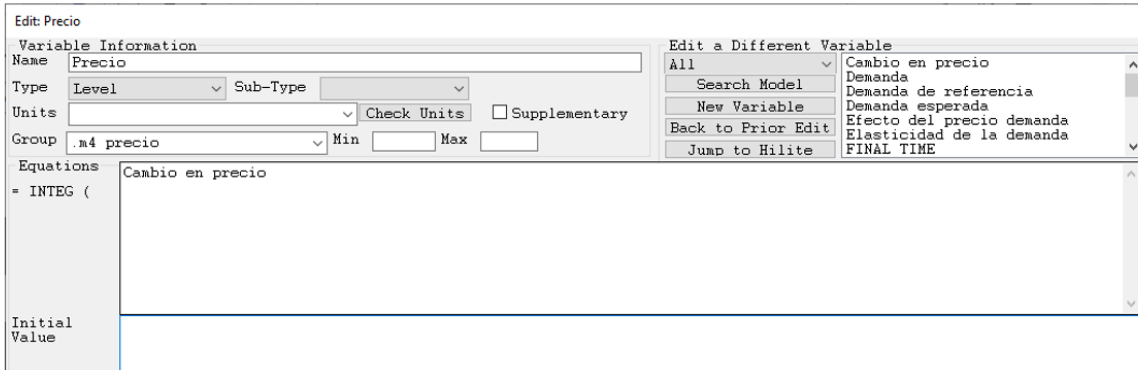 Edit: Precio
Variable Information
Name Precio
Type Level Sub-Type
Units Check Units Supplementary
Group .m4 precio Min Max
Edit a Different Variable
All
Search Model
New Variable
Back to Prior Edit
Jump to Hilite
Cambio en precio
Demanda
Demanda de referencia
Demanda esperada
Efecto del precio demanda
Elasticidad de la demanda
FINAL TIME
Equations
= INTEG (
Cambio en precio
Initial
Value